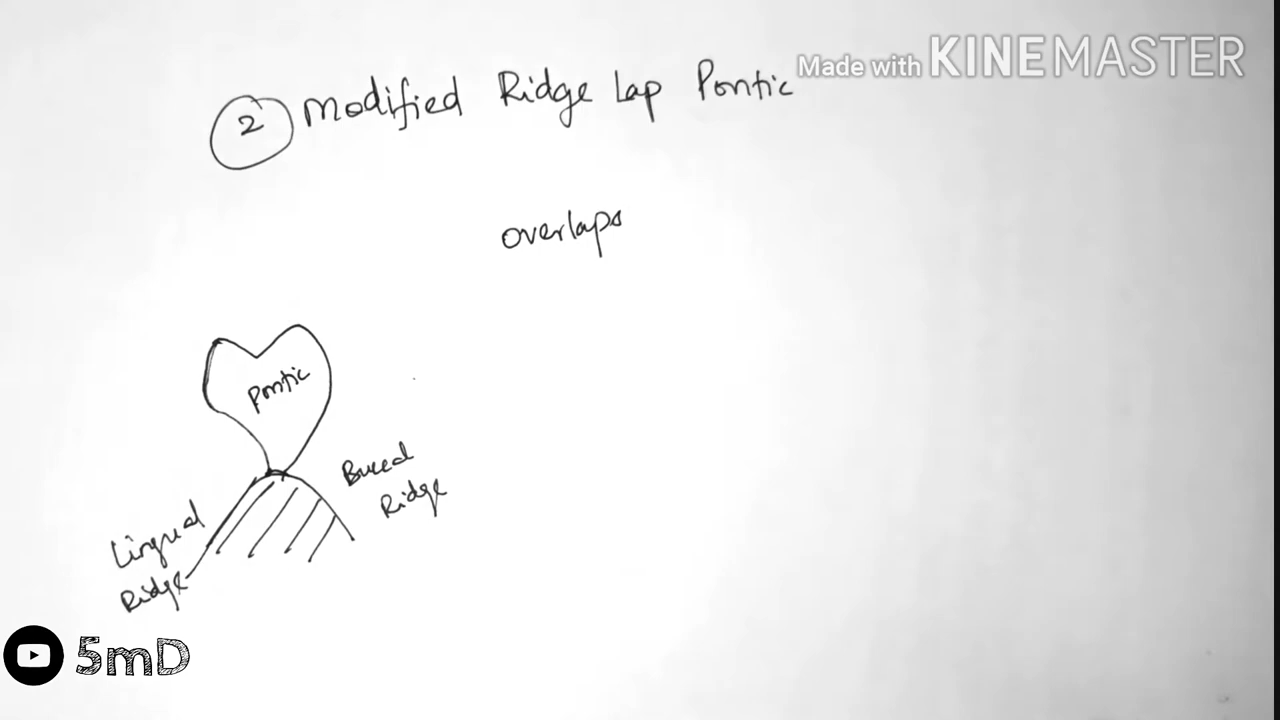 Made with KINEMASTER
2 Modified Ridge Lap Pontic
overlaps
Pontic
Buccal
Ridge
Lingual
Ridge
5mD